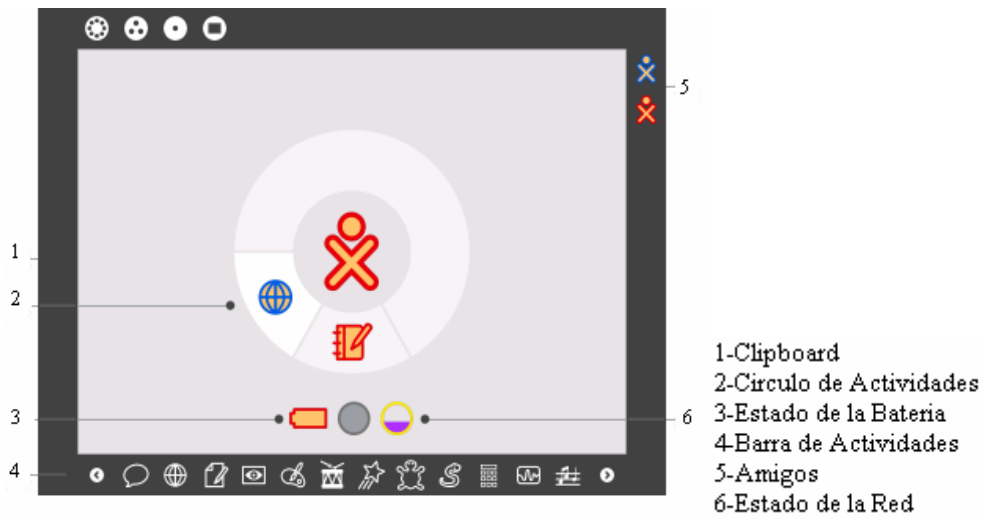 5
1
2
3
6
4
1-Clipboard
2-Circulo de Actividades
3-Estado de la Bateria
4-Barra de Actividades
5-Amigos
6-Estado de la Red